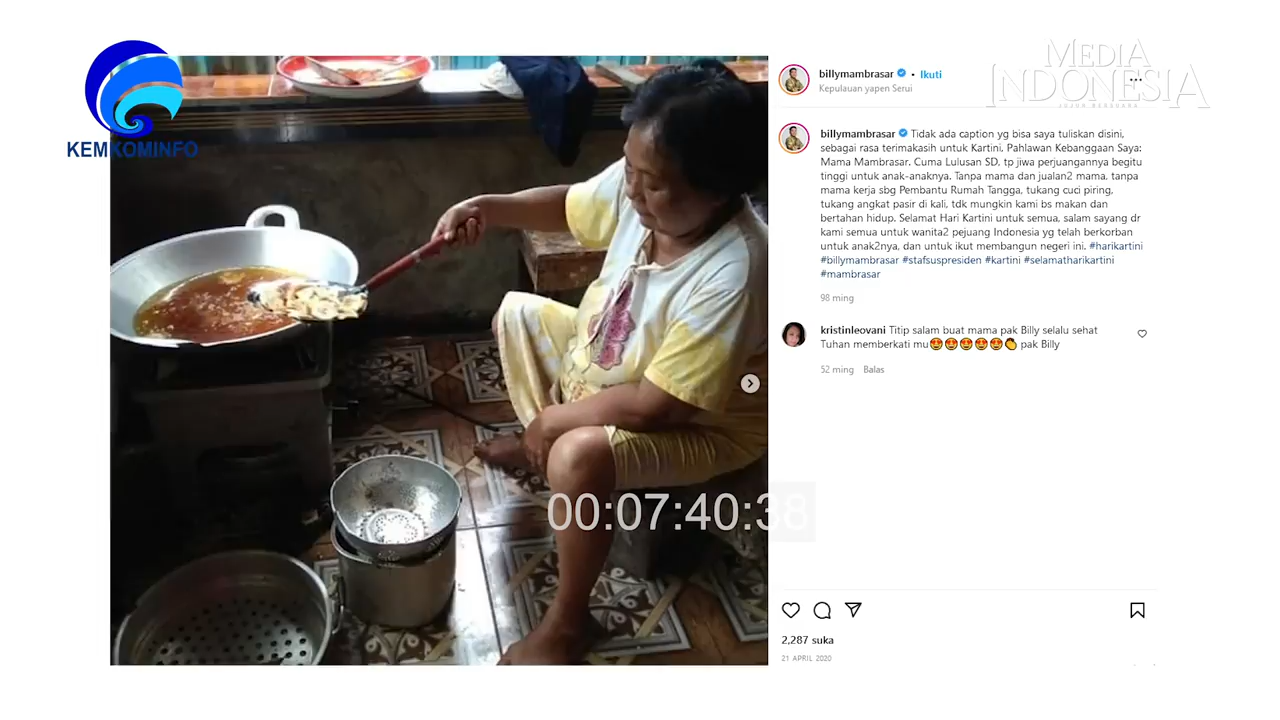 KEMKOMINFO
MEDIA
INDONESIA
JUJUR BERSUARA
billymambrasar • Ikuti
Kepulauan yapen Serui
billymambrasar Tidak ada caption yg bisa saya tuliskan disini,
sebagai rasa terimakasih untuk Kartini, Pahlawan Kebanggaan Saya:
Mama Mambrasar. Cuma Lulusan SD, tp jiwa perjuangannya begitu
tinggi untuk anak-anaknya. Tanpa mama dan jualan2 mama, tanpa
mama kerja sbg Pembantu Rumah Tangga, tukang cuci piring,
tukang angkat pasir di kali, tdk mungkin kami bs makan dan
bertahan hidup. Selamat Hari Kartini untuk semua, salam sayang dr
kami semua untuk wanita2 pejuang Indonesia yg telah berkorban
untuk anak2nya, dan untuk ikut membangun negeri ini. #harikartini
#billymambrasar #stafsuspresiden #kartini #selamatharikartini
#mambrasar
98 ming
kristinleovani Titip salam buat mama pak Billy selalu sehat
Tuhan memberkati mu😍😍😍😍😍👏 pak Billy
52 ming Balas
00:07:40:38
2,287 suka
21 APRIL 2020